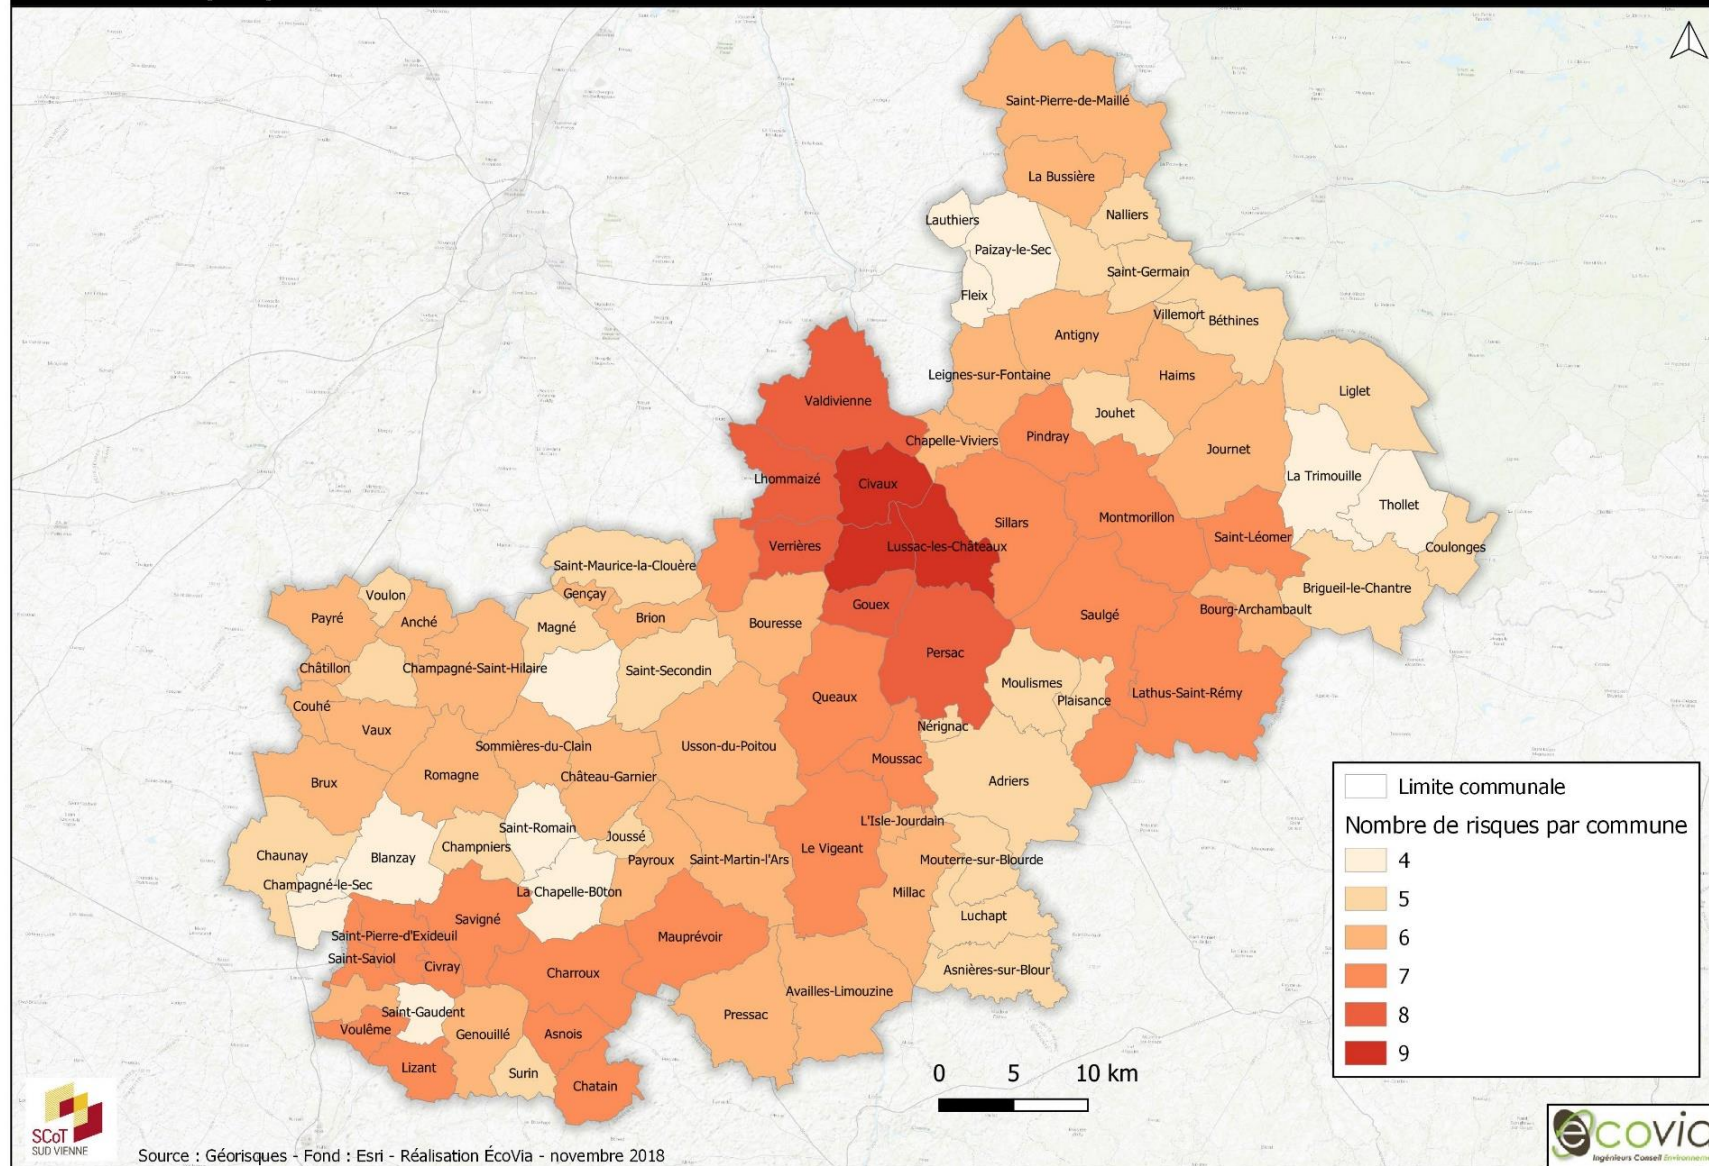 Saint-Pierre-de-Maillé
La Bussière
Nalliers
Lauthiers
Paizay-le-Sec
Saint-Germain
Fleix
Villemort
Béthines
Antigny
Leignes-sur-Fontaine
Haims
Liglet
Valdivienne
Jouhet
Chapelle-Viviers
Pindray
Journet
La Trimouille
Lhommaizé
Civaux
Thollet
Sillars
Montmorillon
Saint-Léomer
Verrières
Lussac-les-Châteaux
Coulonges
Saint-Maurice-la-Clouère
Brigueil-le-Chantre
Voulon
Gençay
Gouex
Bourg-Archambault
Payré
Anché
Magné
Brion
Bouresse
Saulgé
Persac
Châtillon
Champagné-Saint-Hilaire
Saint-Secondin
Moulismes
Plaisance
Lathus-Saint-Rémy
Queaux
Couhé
Nérignac
Vaux
Sommières-du-Clain
Usson-du-Poitou
Moussac
Brux
Romagne
Château-Garnier
Adriers
L'Isle-Jourdain
Saint-Romain
Joussé
Chaunay
Blanzay
Champniers
Payroux
Saint-Martin-l'Ars
Le Vigeant
Mouterre-sur-Blourde
Champagné-le-Sec
La Chapelle-B0ton
Millac
Savigné
Luchapt
Saint-Pierre-d'Exideuil
Mauprévoir
Saint-Saviol
Civray
Charroux
Asnières-sur-Blour
Availles-Limouzine
Saint-Gaudent
Pressac
Voulême
Genouillé
Asnois
Lizant
Surin
Chatain
Limite communale
Nombre de risques par commune
4
5
6
7
8
9
0 5 10 km
SCoT
SUD VIENNE
Source : Géorisques - Fond : Esri - Réalisation ÉcoVia - novembre 2018
écovia
Ingénieurs Conseil